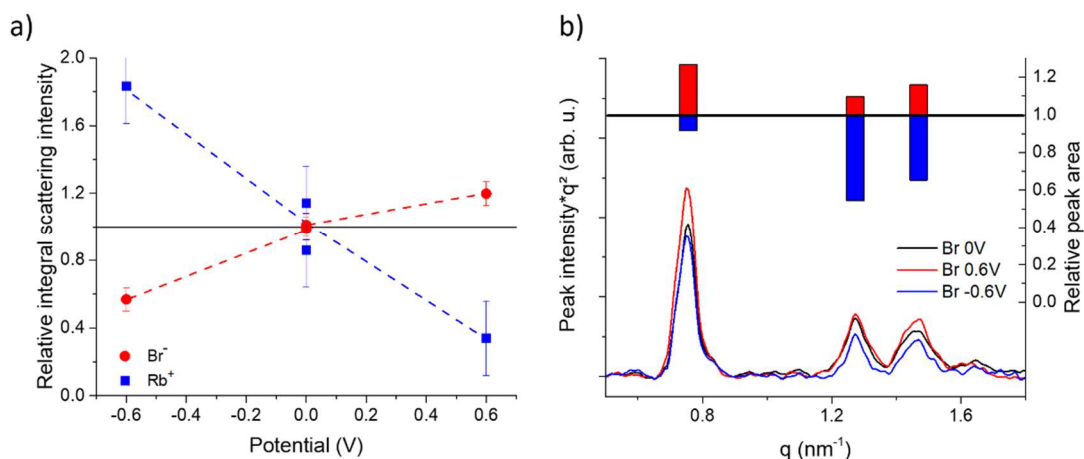 a)
Relative integral scattering intensity
2.0
1.6
1.2
0.8
0.4
0.0
Br⁻
Rb⁺
-0.6
-0.4
-0.2
0.0
0.2
0.4
0.6
Potential (V)
b)
Peak intensity*q² (arb. u.)
1.2
1.0
0.8
0.6
0.4
0.2
0.0
Relative peak area
Br 0V
Br 0.6V
Br -0.6V
0.8
1.2
1.6
q (nm⁻¹)